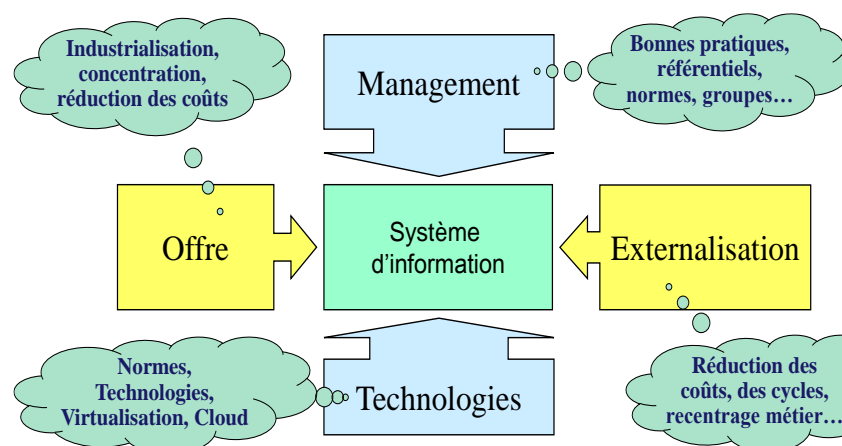 Industrialisation,
concentration,
réduction des coûts
Management
Bonnes pratiques,
référentiels,
normes, groupes…
Offre
Système
d’information
Externalisation
Normes,
Technologies,
Virtualisation, Cloud
Technologies
Réduction des
coûts, des cycles,
recentrage métier…